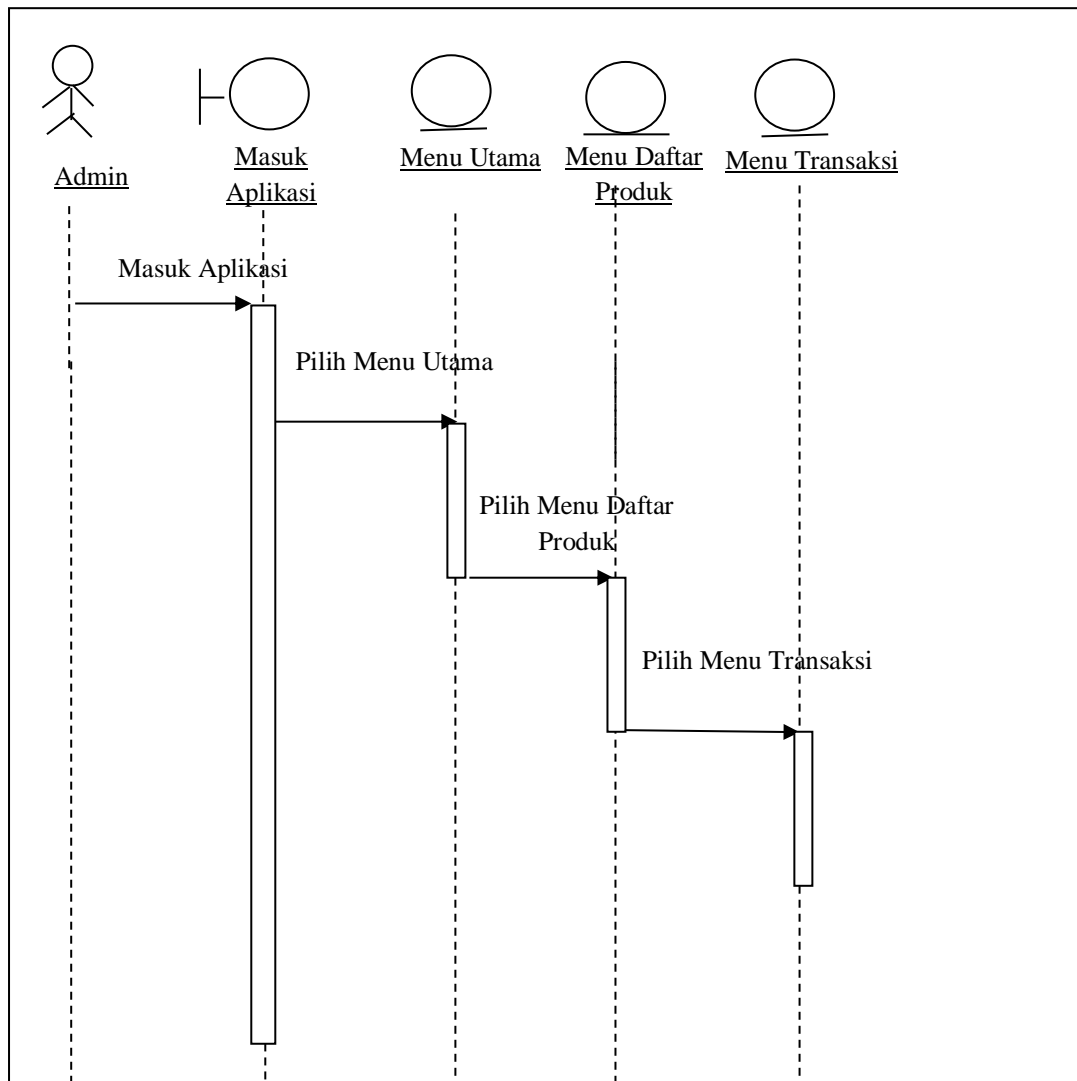 Admin
Masuk
Aplikasi
Menu Utama
Menu Daftar
Produk
Menu Transaksi
Masuk Aplikasi
Pilih Menu Utama
Pilih Menu Daftar
Produk
Pilih Menu Transaksi